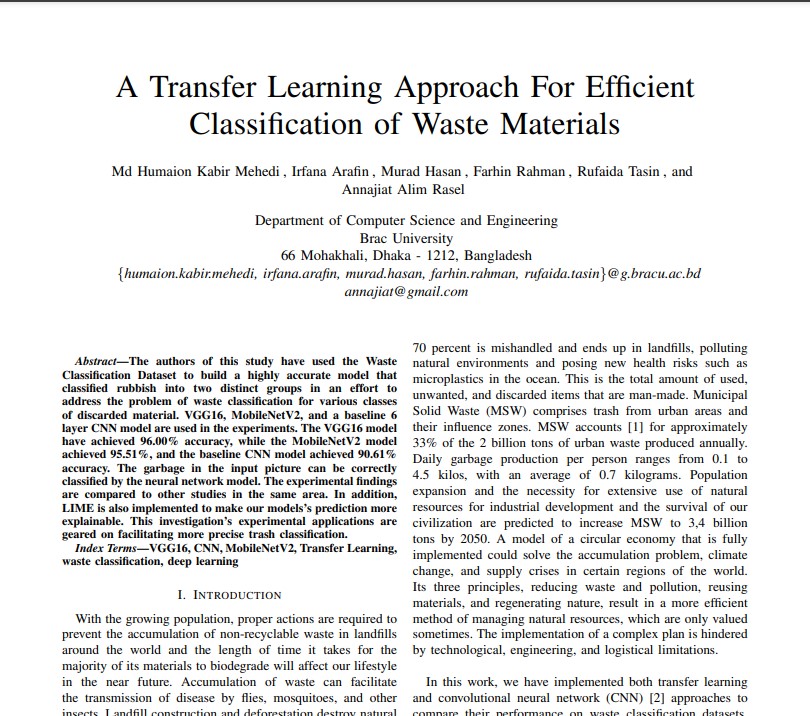 A Transfer Learning Approach For Efficient
Classification of Waste Materials
Md Humaion Kabir Mehedi , Irfana Arafin , Murad Hasan , Farhin Rahman , Rufaida Tasin , and
Annajiat Alim Rasel
Department of Computer Science and Engineering
Brac University
66 Mohakhali, Dhaka - 1212, Bangladesh
{humaion.kabir.mehedi, irfana.arafin, murad.hasan, farhin.rahman, rufaida.tasin}@g.bracu.ac.bd
annajiat@gmail.com
Abstract—The authors of this study have used the Waste
Classification Dataset to build a highly accurate model that
classified rubbish into two distinct groups in an effort to
address the problem of waste classification for various classes
of discarded material. VGG16, MobileNetV2, and a baseline 6
layer CNN model are used in the experiments. The VGG16 model
have achieved 96.00% accuracy, while the MobileNetV2 model
achieved 95.51%, and the baseline CNN model achieved 90.61%
accuracy. The garbage in the input picture can be correctly
classified by the neural network model. The experimental findings
are compared to other studies in the same area. In addition,
LIME is also implemented to make our models's prediction more
explainable. This investigation's experimental applications are
geared on facilitating more precise trash classification.
Index Terms—VGG16, CNN, MobileNetV2, Transfer Learning,
waste classification, deep learning
I. Introduction
With the growing population, proper actions are required to
prevent the accumulation of non-recyclable waste in landfills
around the world and the length of time it takes for the
majority of its materials to biodegrade will affect our lifestyle
in the near future. Accumulation of waste can facilitate
the transmission of disease by flies, mosquitoes, and other
insects. Landfill construction and deforestation destroy natural
70 percent is mishandled and ends up in landfills, polluting
natural environments and posing new health risks such as
microplastics in the ocean. This is the total amount of used,
unwanted, and discarded items that are man-made. Municipal
Solid Waste (MSW) comprises trash from urban areas and
their influence zones. MSW accounts [1] for approximately
33% of the 2 billion tons of urban waste produced annually.
Daily garbage production per person ranges from 0.1 to
4.5 kilos, with an average of 0.7 kilograms. Population
expansion and the necessity for extensive use of natural
resources for industrial development and the survival of our
civilization are predicted to increase MSW to 3,4 billion
tons by 2050. A model of a circular economy that is fully
implemented could solve the accumulation problem, climate
change, and supply crises in certain regions of the world.
Its three principles, reducing waste and pollution, reusing
materials, and regenerating nature, result in a more efficient
method of managing natural resources, which are only valued
sometimes. The implementation of a complex plan is hindered
by technological, engineering, and logistical limitations.
In this work, we have implemented both transfer learning
and convolutional neural network (CNN) [2] approaches to
compare their performance on waste classification datasets.